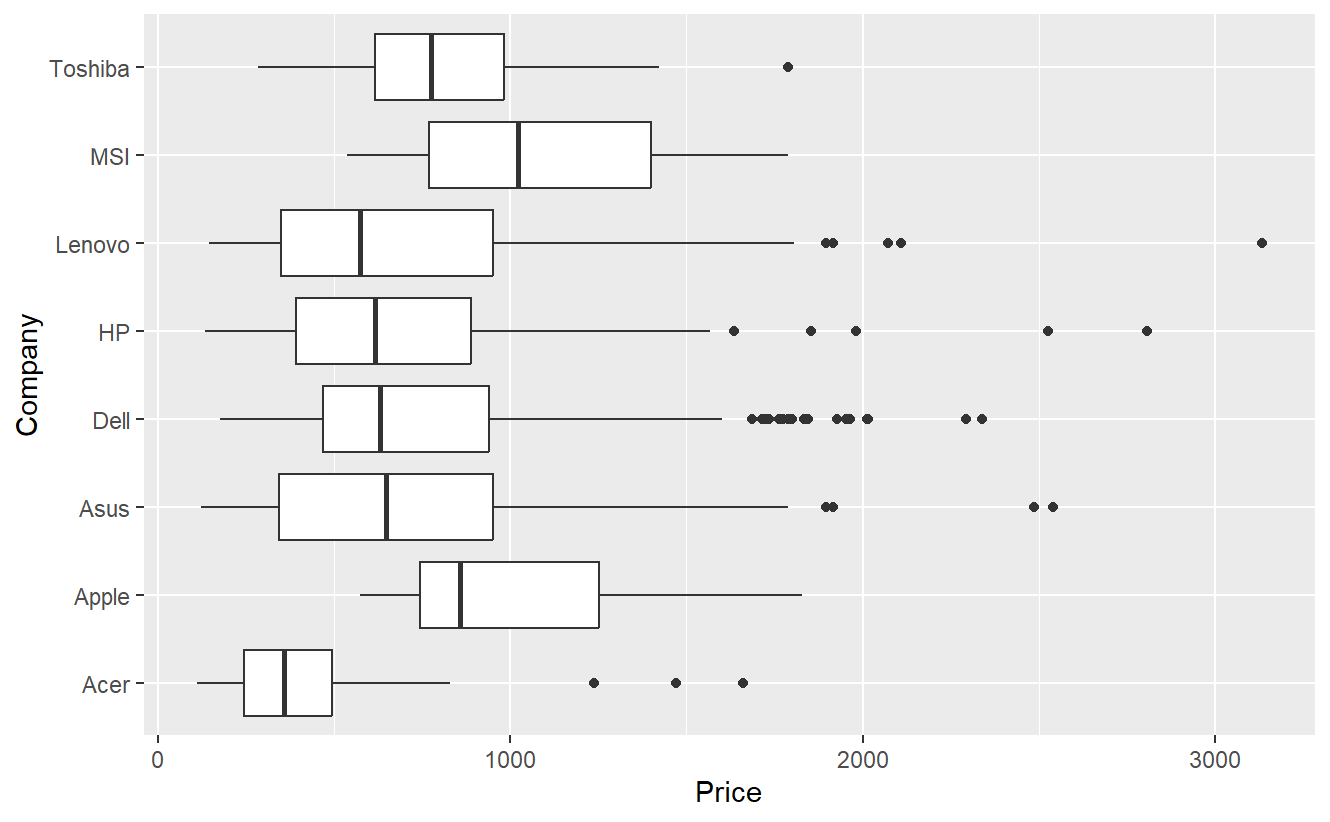 Toshiba
MSI
Lenovo
HP
Dell
Asus
Apple
Acer
Company
0 1000 2000 3000
Price